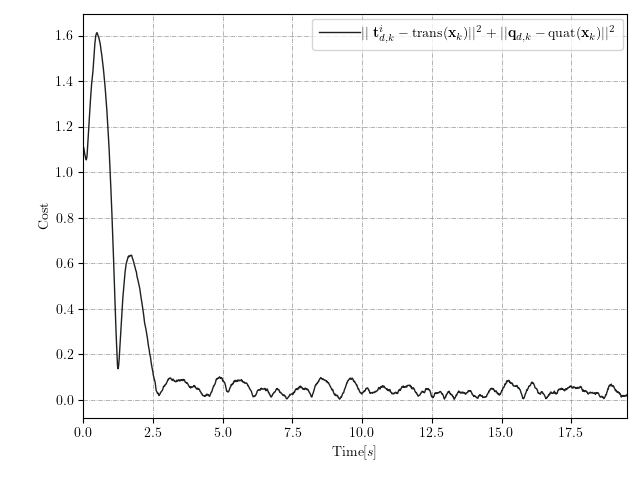 || t^i_{d,k} − trans(x_k)||² + ||q_{d,k} − quat(x_k)||²
1.6
1.4
1.2
1.0
0.8
0.6
0.4
0.2
0.0
Cost
0.0 2.5 5.0 7.5 10.0 12.5 15.0 17.5
Time[s]